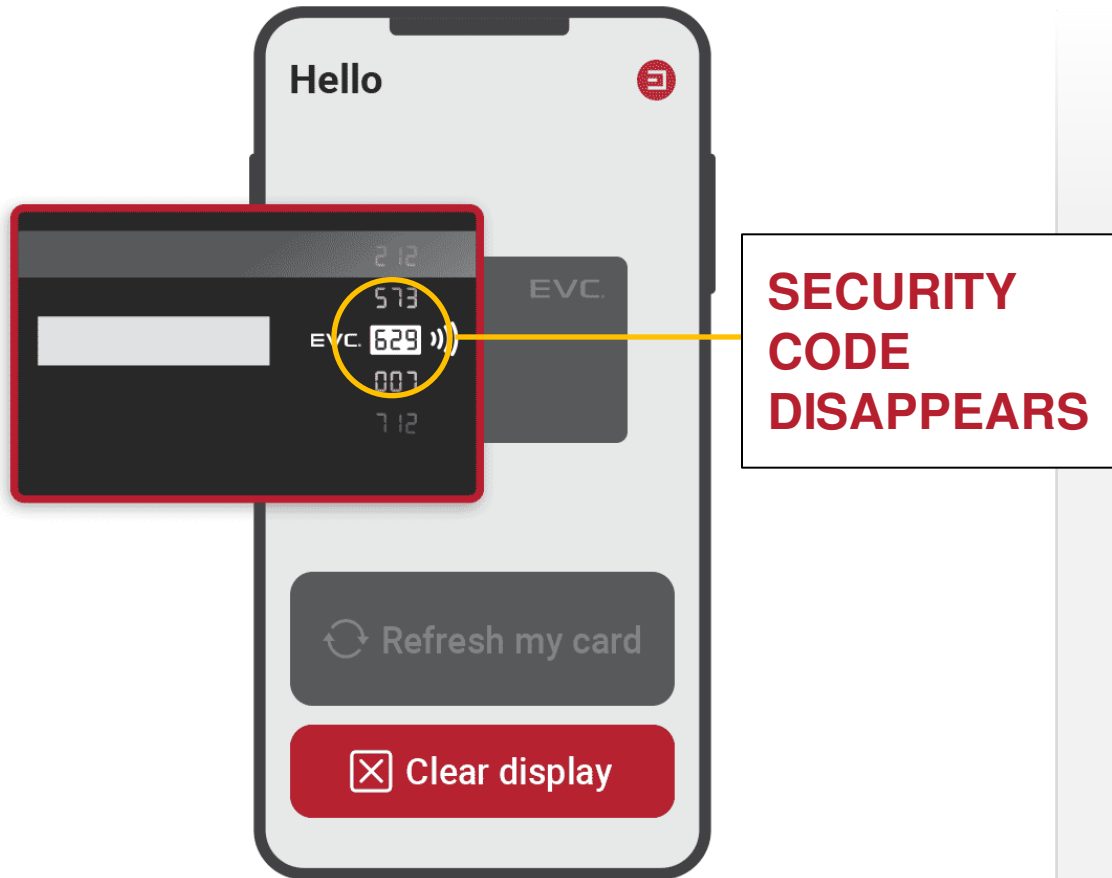 Hello
212
573
EVC.
EVC. 629
007
712
SECURITY
CODE
DISAPPEARS
Refresh my card
Clear display